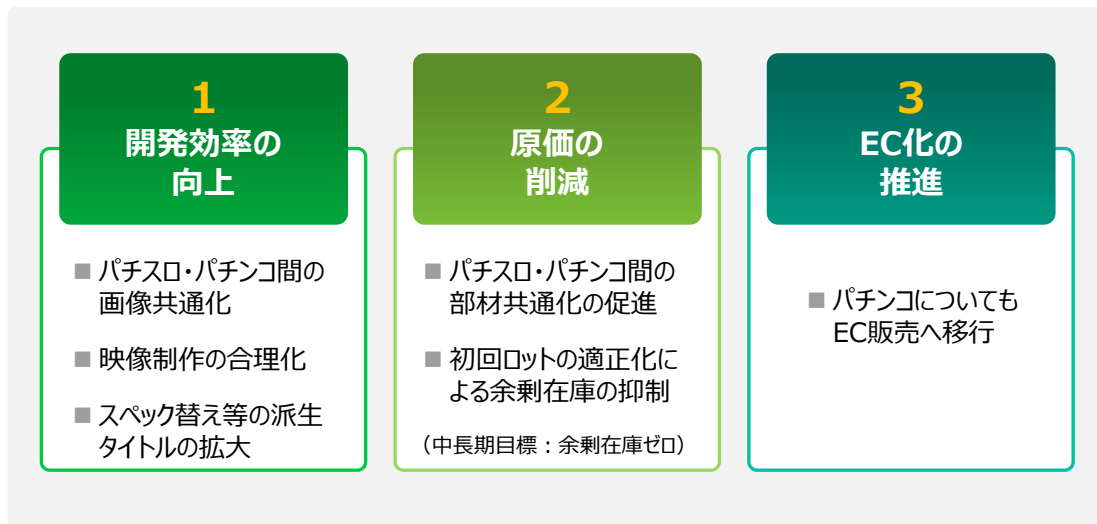 1
開発効率の
向上
■ パチスロ・パチンコ間の
画像共通化
■ 映像制作の合理化
■ スペック替え等の派生
タイトルの拡大
2
原価の
削減
■ パチスロ・パチンコ間の
部材共通化の促進
■ 初回ロットの適正化に
よる余剰在庫の抑制
（中長期目標：余剰在庫ゼロ）
3
EC化の
推進
■ パチンコについても
EC販売へ移行